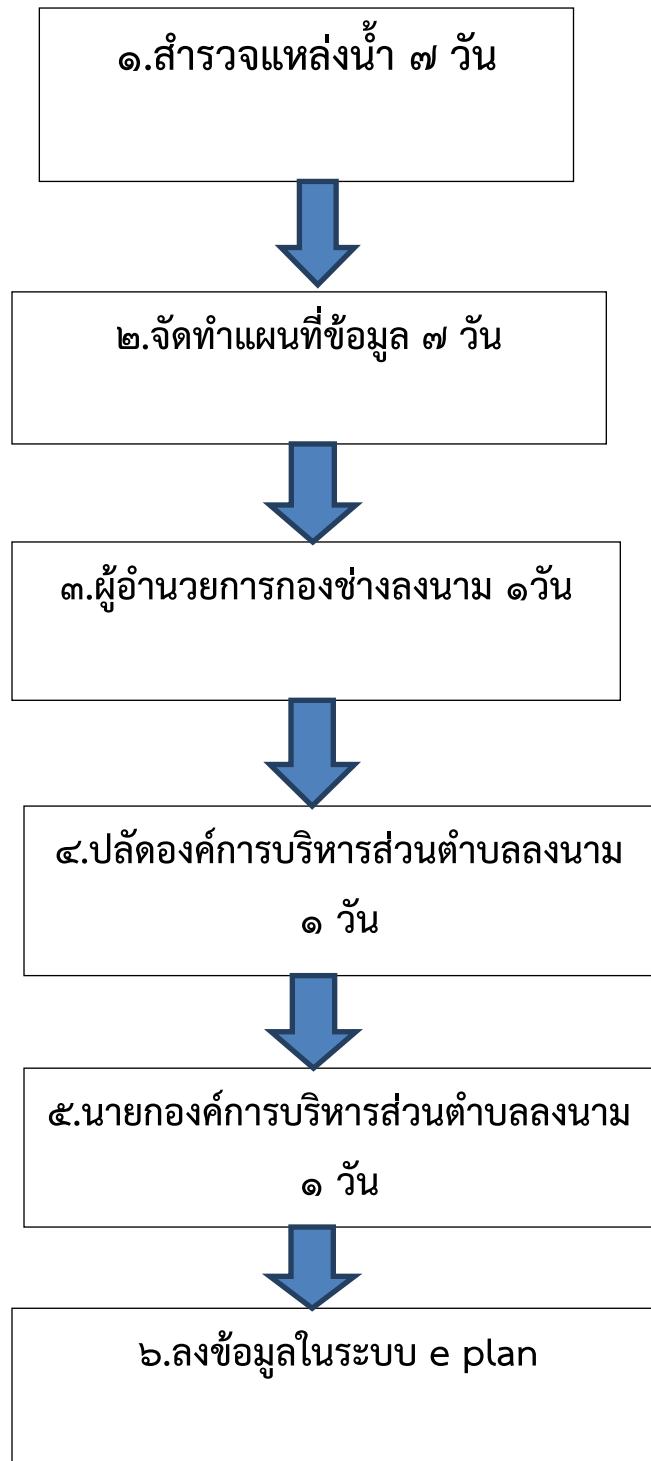 ๑.สำรวจแหล่งน้ำ ๗ วัน
๒.จัดทำแผนที่ข้อมูล ๗ วัน
๓.ผู้อำนวยการกองช่างลงนาม ๑วัน
๔.ปลัดองค์การบริหารส่วนตำบลลงนาม
๑ วัน
๕.นายกองค์การบริหารส่วนตำบลลงนาม
๑ วัน
๖.ลงข้อมูลในระบบ e plan